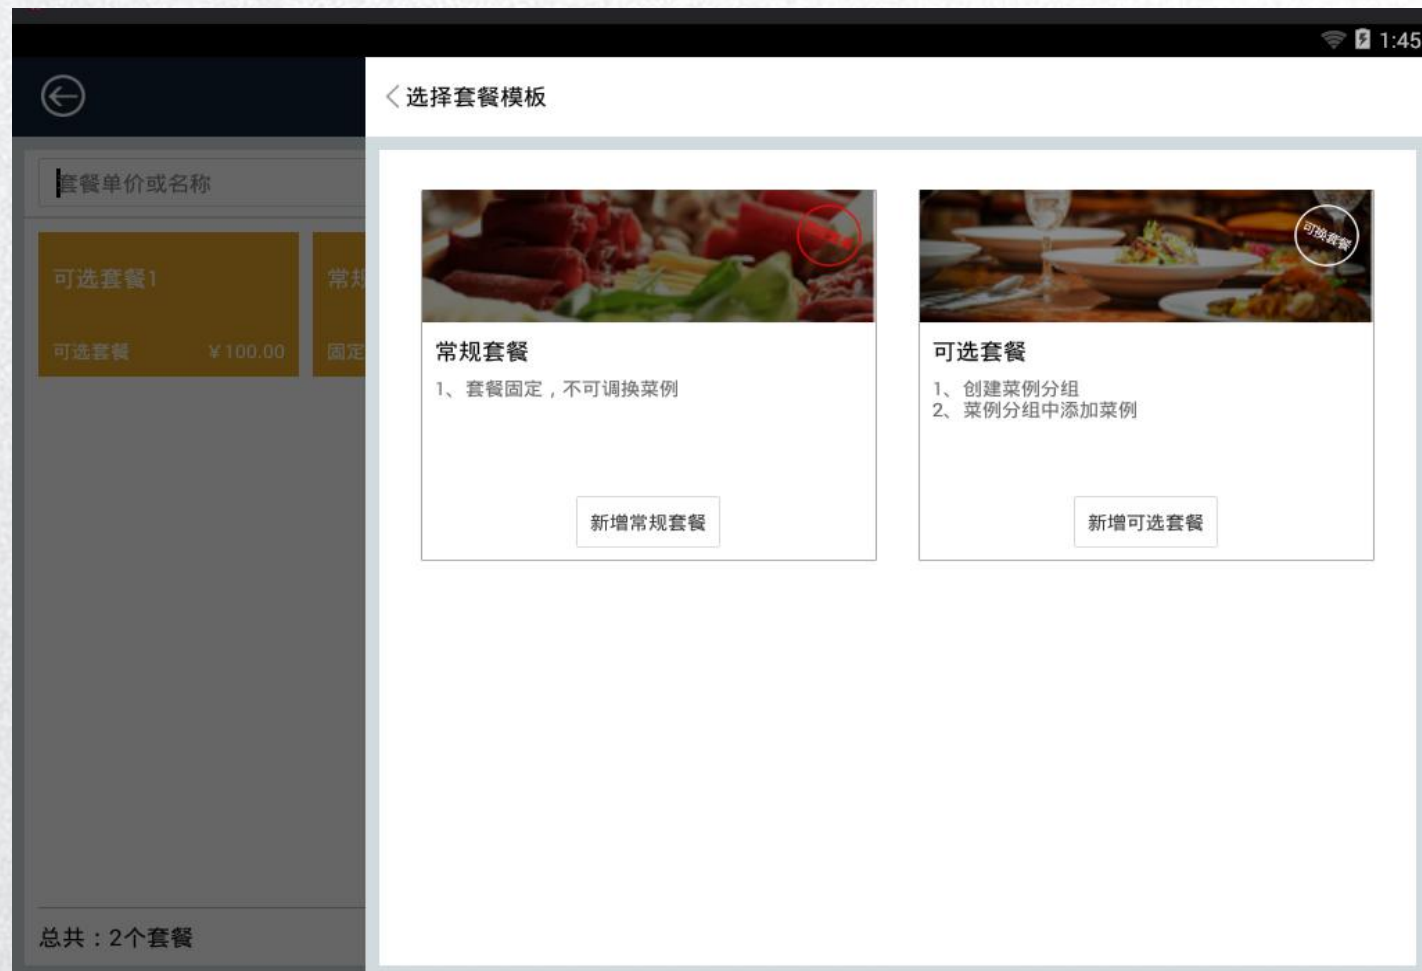 1:45
选择套餐模板
套餐单价或名称
可选套餐1
可选套餐 ￥100.00
常规
固定
可换套餐
常规套餐
1、套餐固定，不可调换菜例
新增常规套餐
可选套餐
1、创建菜例分组
2、菜例分组中添加菜例
新增可选套餐
总共：2个套餐